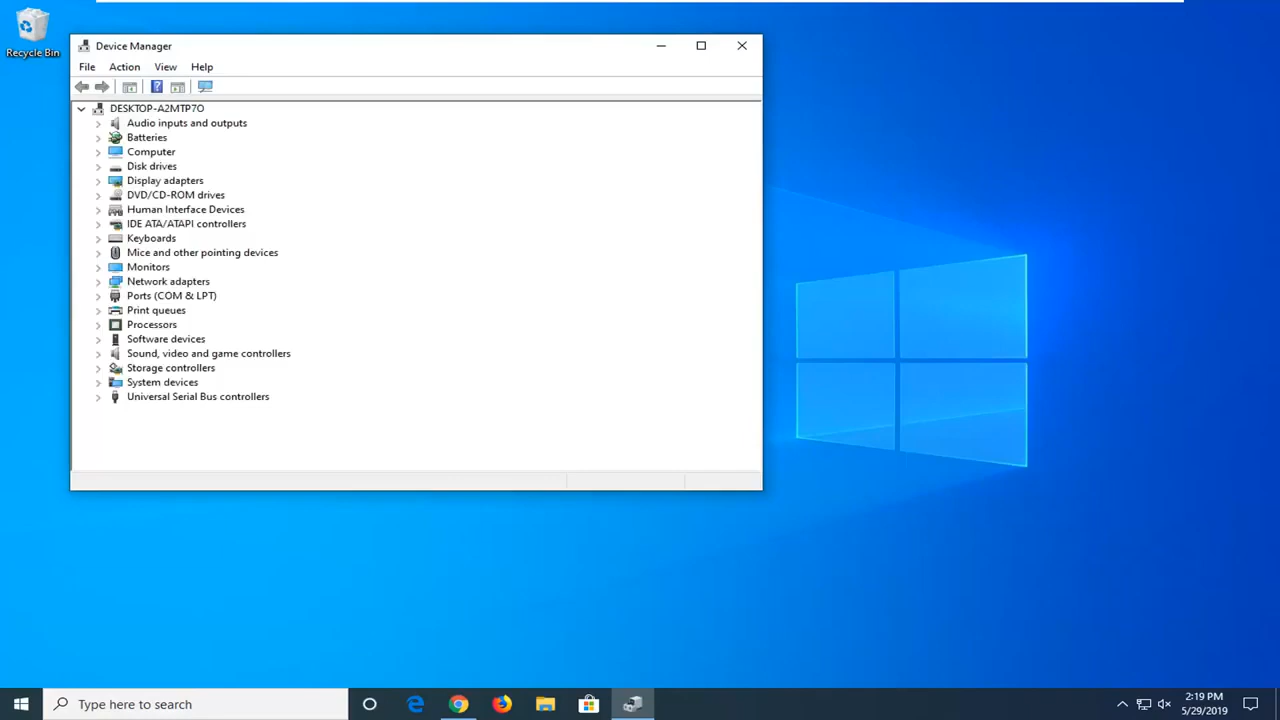 Recycle Bin
Device Manager
File Action View Help
DESKTOP-A2MTP7O
Audio inputs and outputs
Batteries
Computer
Disk drives
Display adapters
DVD/CD-ROM drives
Human Interface Devices
IDE ATA/ATAPI controllers
Keyboards
Mice and other pointing devices
Monitors
Network adapters
Ports (COM & LPT)
Print queues
Processors
Software devices
Sound, video and game controllers
Storage controllers
System devices
Universal Serial Bus controllers
Type here to search
2:19 PM
5/29/2019